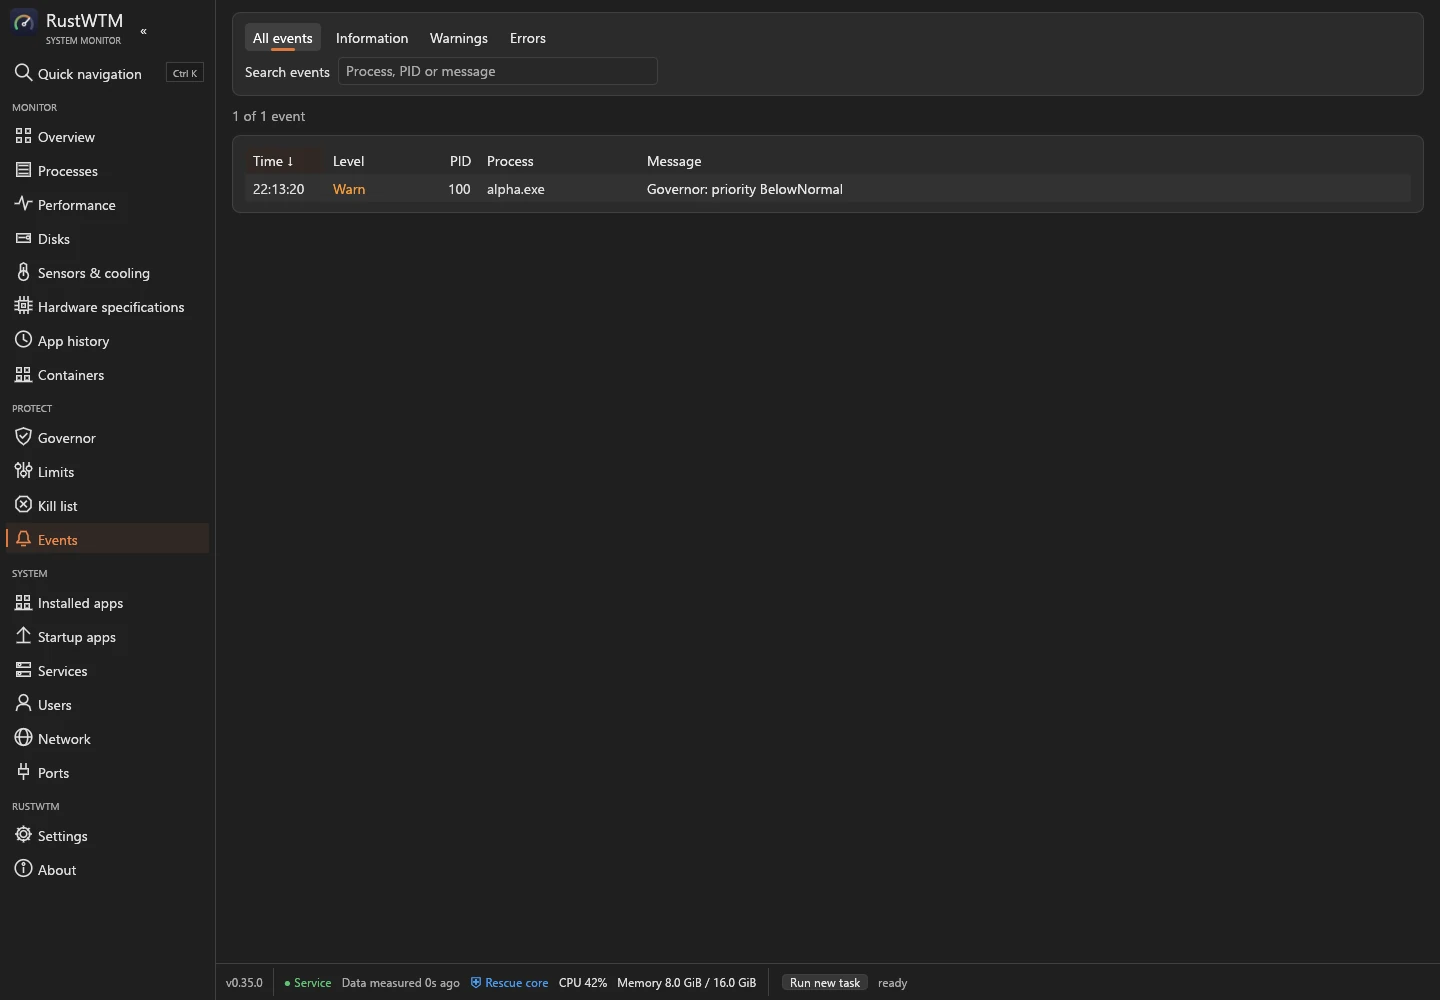 RustWTM
SYSTEM MONITOR
«
Quick navigation Ctrl K
MONITOR
Overview
Processes
Performance
Disks
Sensors & cooling
Hardware specifications
App history
Containers
PROTECT
Governor
Limits
Kill list
Events
SYSTEM
Installed apps
Startup apps
Services
Users
Network
Ports
RUSTWTM
Settings
About
All events Information Warnings Errors
Search events Process, PID or message
1 of 1 event
Time ↓ Level PID Process Message
22:13:20 Warn 100 alpha.exe Governor: priority BelowNormal
v0.35.0 ● Service Data measured 0s ago Rescue core CPU 42% Memory 8.0 GiB / 16.0 GiB Run new task ready